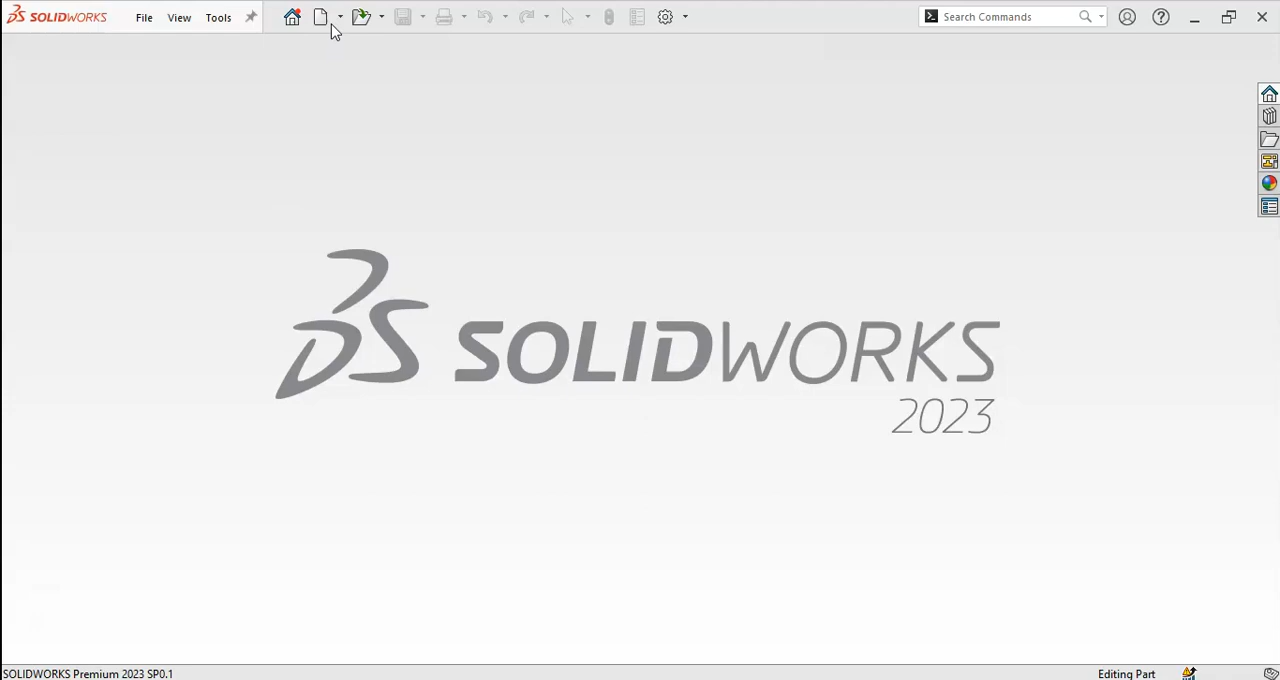 SOLIDWORKS File View Tools Search Commands
SOLIDWORKS
2023
SOLIDWORKS Premium 2023 SP0.1 Editing Part